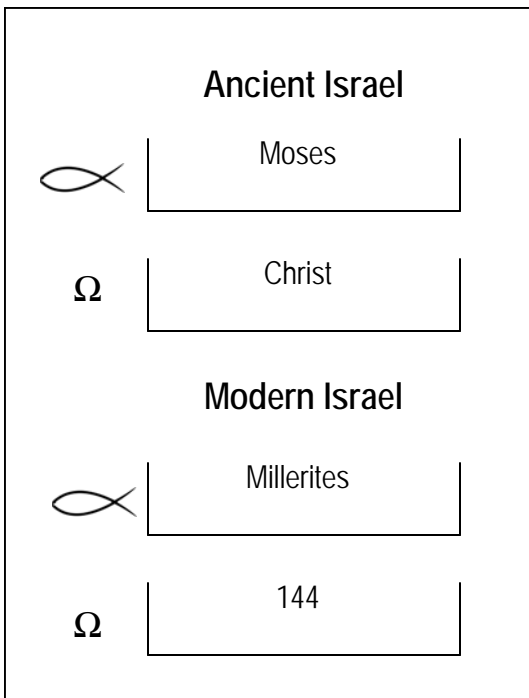 Ancient Israel
Moses
Ω Christ
Modern Israel
Millerites
Ω 144